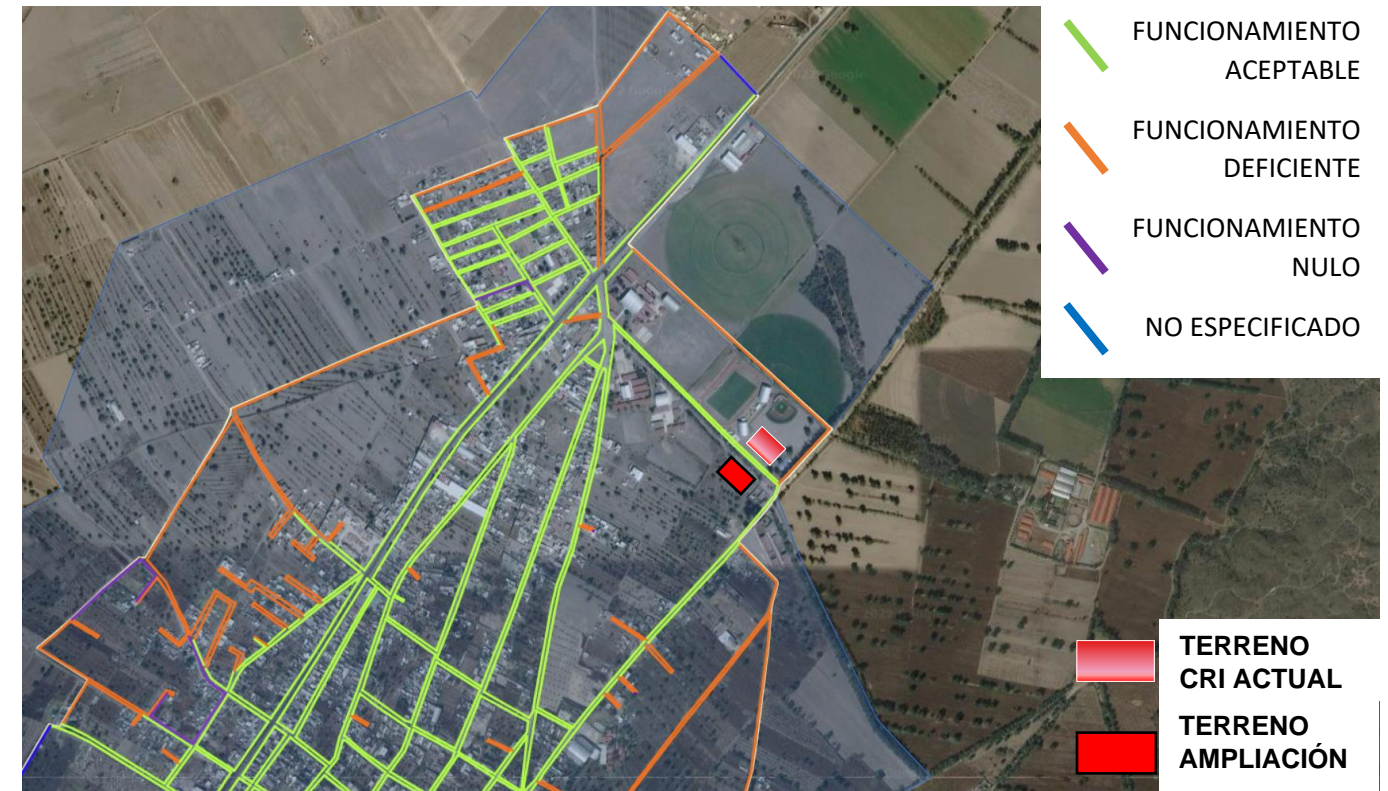 FUNCIONAMIENTO
ACEPTABLE
FUNCIONAMIENTO
DEFICIENTE
FUNCIONAMIENTO
NULO
NO ESPECIFICADO
TERRENO
CRI ACTUAL
TERRENO
AMPLIACIÓN